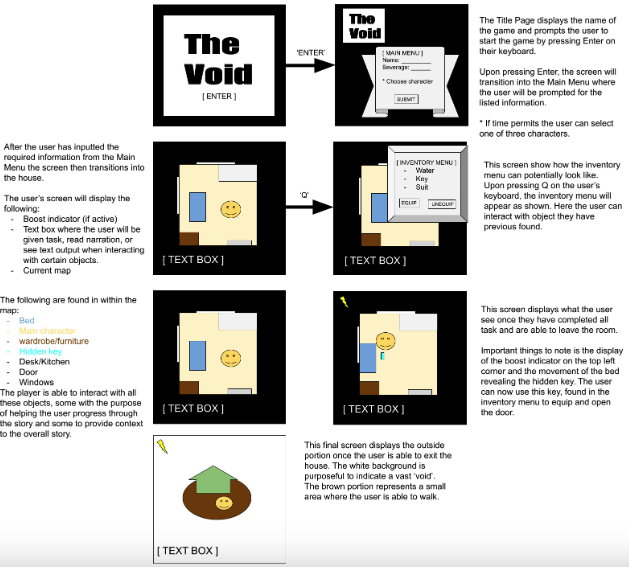 The
Void
[ ENTER ]
'ENTER'
The
Void
[ MAIN MENU ]
Name: ______
Beverage: ______
* Choose character
SUBMIT
The Title Page displays the name of
the game and prompts the user to
start the game by pressing Enter on
their keyboard.
Upon pressing Enter, the screen will
transition into the Main Menu where
the user will be prompted for the
listed information.
* If time permits the user can select
one of three characters.
After the user has inputted the
required information from the Main
Menu the screen then transitions into
the house.
The user's screen will display the
following:
- Boost indicator (if active)
- Text box where the user will be
given task, read narration, or
see text output when interacting
with certain objects.
- Current map
[ TEXT BOX ]
'Q'
[ INVENTORY MENU ]
- Water
- Key
- Suit
EQUIP
UNEQUIP
[ TEXT BOX ]
This screen show how the inventory
menu can potentially look like.
Upon pressing Q on the user's
keyboard, the inventory menu will
appear as shown. Here the user can
interact with object they have
previous found.
The following are found in within the
map:
- Bed
- Main character
- wardrobe/furniture
- Hidden key
- Desk/Kitchen
- Door
- Windows
The player is able to interact with all
these objects, some with the purpose
of helping the user progress through
the story and some to provide context
to the overall story.
[ TEXT BOX ]
[ TEXT BOX ]
This screen displays what the user
see once they have completed all
task and are able to leave the room.
Important things to note is the display
of the boost indicator on the top left
corner and the movement of the bed
revealing the hidden key. The user
can now use this key, found in the
inventory menu to equip and open
the door.
[ TEXT BOX ]
This final screen displays the outside
portion once the user is able to exit the
house. The white background is
purposeful to indicate a vast 'void'.
The brown portion represents a small
area where the user is able to walk.